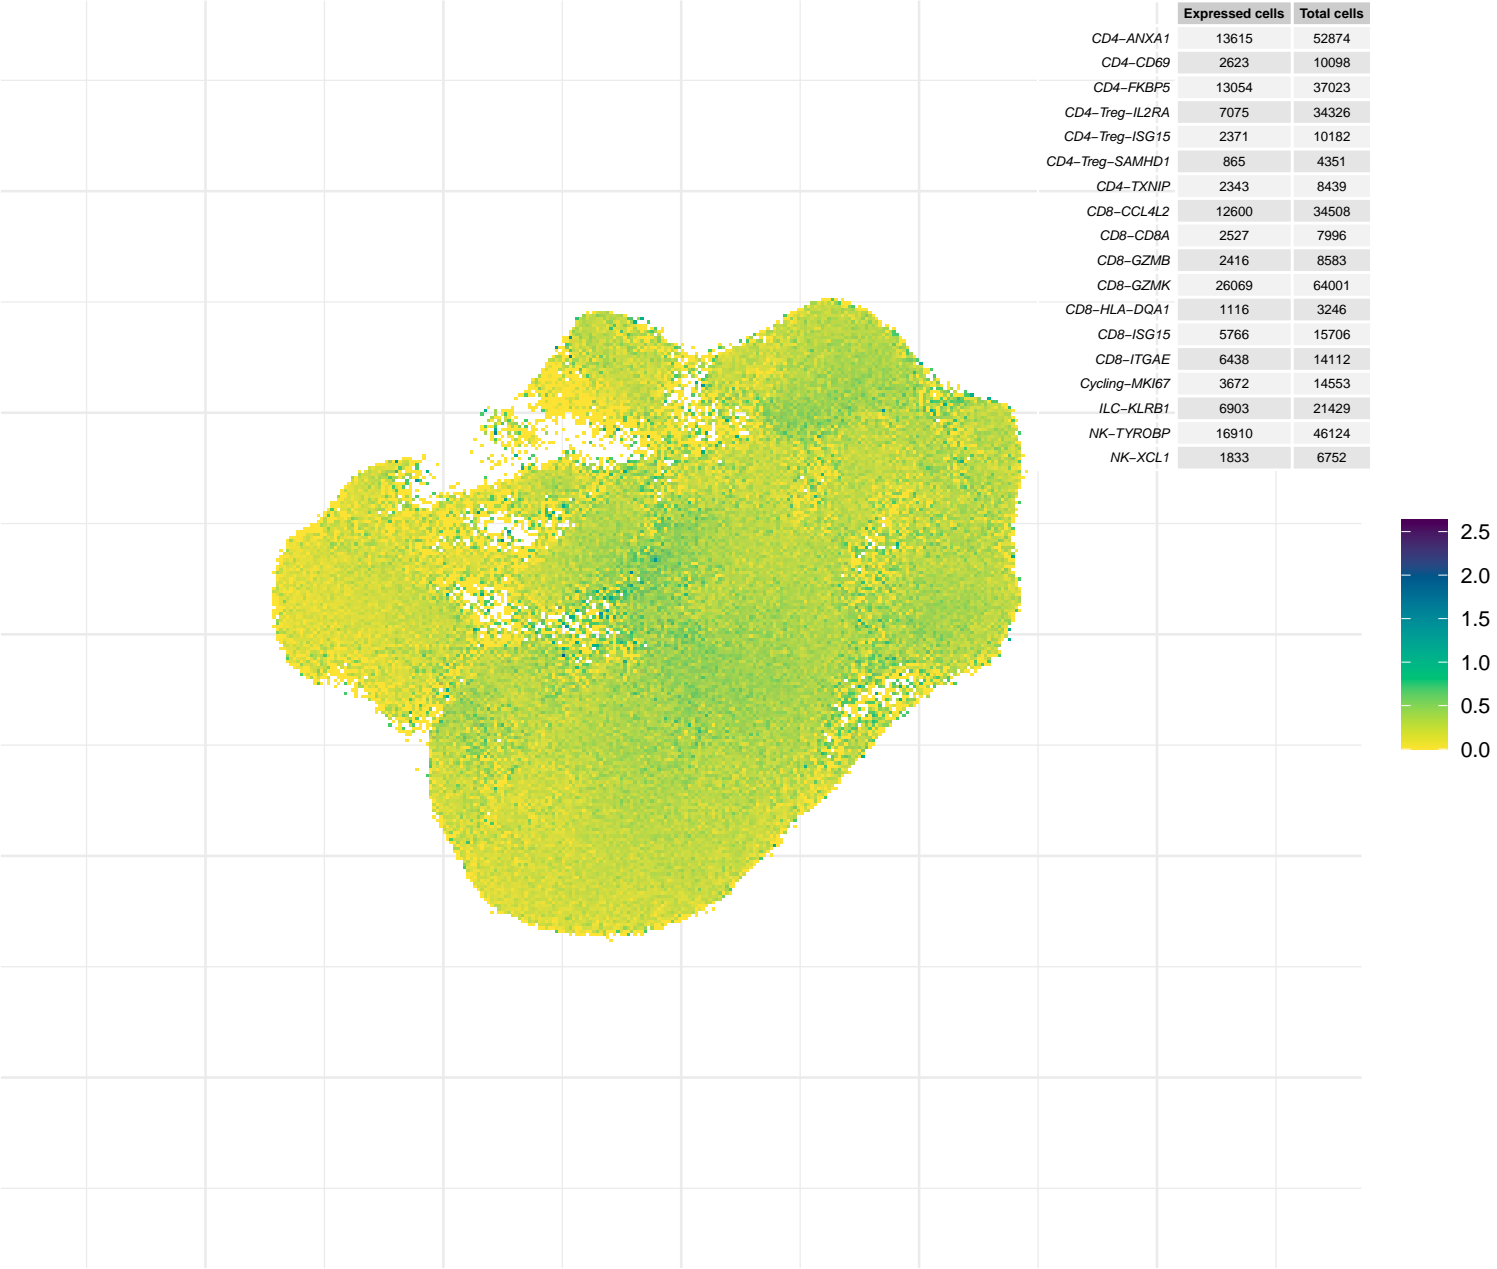 Expressed cells Total cells
CD4−ANXA1 13615 52874
CD4−CD69 2623 10098
CD4−FKBP5 13054 37023
CD4−Treg−IL2RA 7075 34326
CD4−Treg−ISG15 2371 10182
CD4−Treg−SAMHD1 865 4351
CD4−TXNIP 2343 8439
CD8−CCL4L2 12600 34508
CD8−CD8A 2527 7996
CD8−GZMB 2416 8583
CD8−GZMK 26069 64001
CD8−HLA−DQA1 1116 3246
CD8−ISG15 5766 15706
CD8−ITGAE 6438 14112
Cycling−MKI67 3672 14553
ILC−KLRB1 6903 21429
NK−TYROBP 16910 46124
NK−XCL1 1833 6752
2.5
2.0
1.5
1.0
0.5
0.0